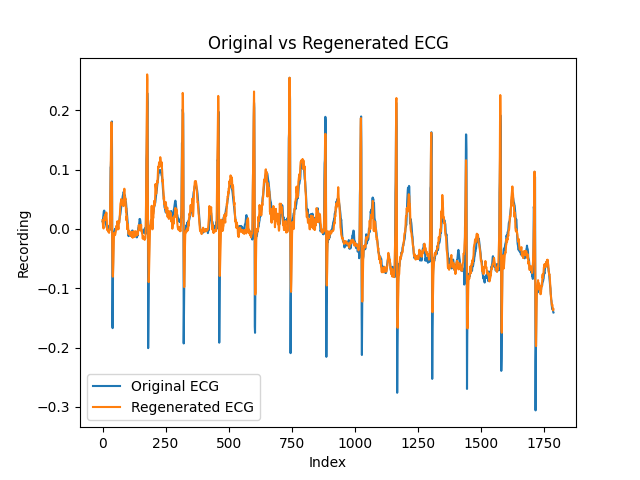 Original vs Regenerated ECG
Recording
0.2
0.1
0.0
−0.1
−0.2
−0.3
Original ECG
Regenerated ECG
0 250 500 750 1000 1250 1500 1750
Index